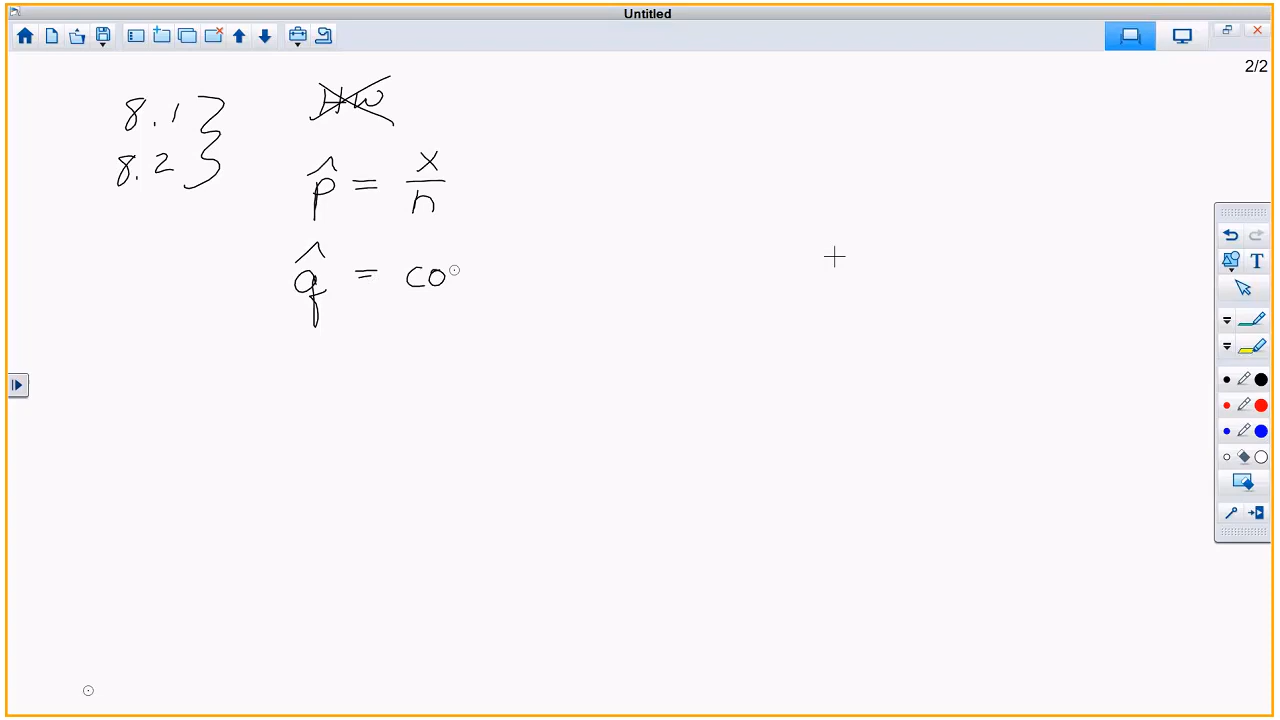 Untitled
2/2
8.1
8.2
HW
p̂ = x/n
q̂ = co
T